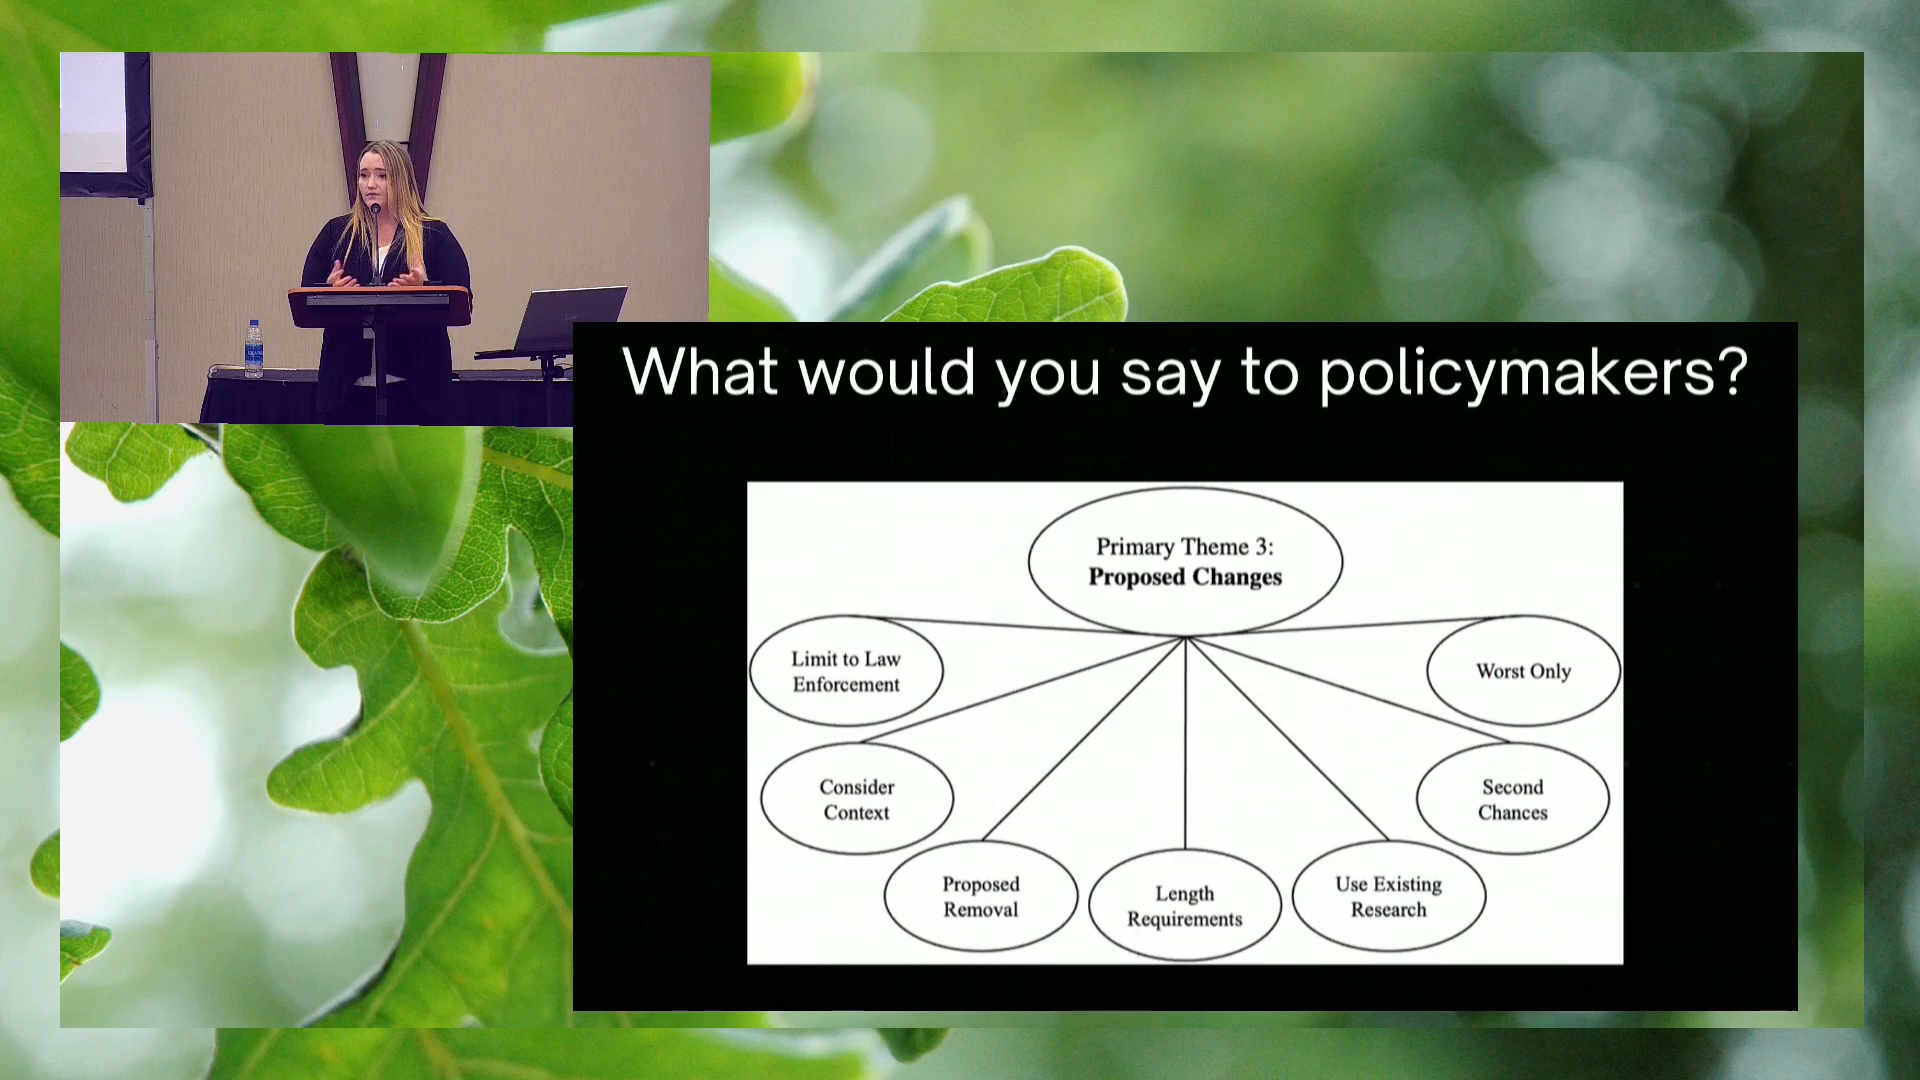 What would you say to policymakers?
Primary Theme 3:
Proposed Changes
Limit to Law
Enforcement
Worst Only
Consider
Context
Second
Chances
Proposed
Removal
Length
Requirements
Use Existing
Research